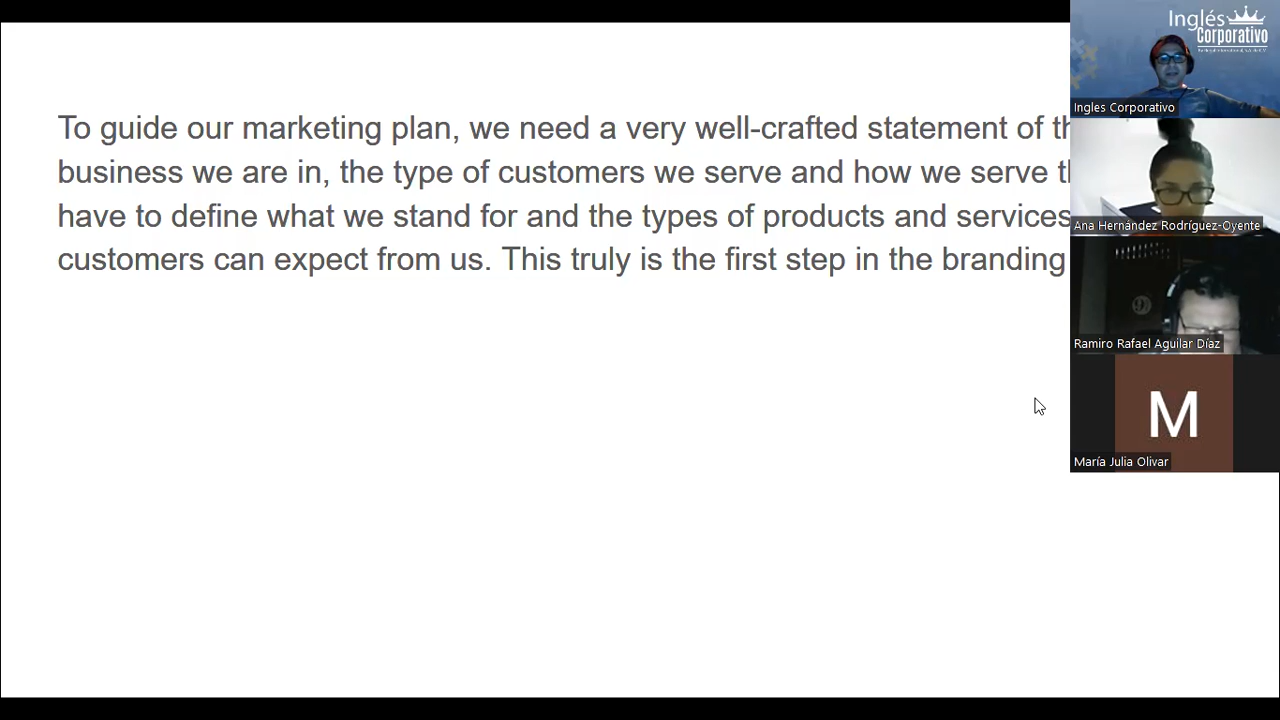 To guide our marketing plan, we need a very well-crafted statement of
business we are in, the type of customers we serve and how we serve
have to define what we stand for and the types of products and services
customers can expect from us. This truly is the first step in the branding
Inglés
Corporativo
Ingles Corporativo
Ana Hernández Rodríguez-Oyente
Ramiro Rafael Aguilar Díaz
M
María Julia Olivar